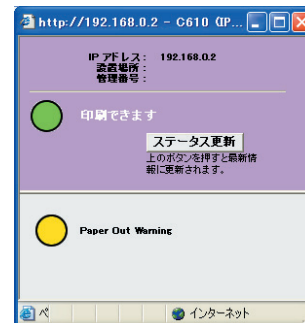 http://192.168.0.2 - C610 (IP...
IP アドレス: 192.168.0.2
設置場所:
管理番号:
印刷できます
ステータス更新
上のボタンを押すと最新情
報に更新されます。
Paper Out Warning
ペ
インターネット